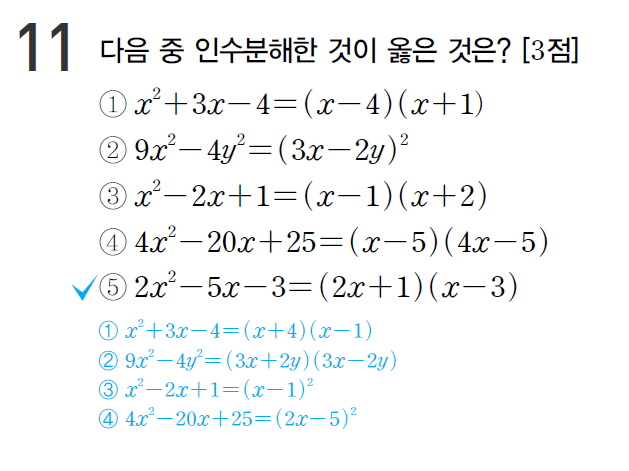 11 다음 중 인수분해한 것이 옳은 것은? [3점]
① x²+3x−4=(x−4)(x+1)
② 9x²−4y²=(3x−2y)²
③ x²−2x+1=(x−1)(x+2)
④ 4x²−20x+25=(x−5)(4x−5)
⑤ 2x²−5x−3=(2x+1)(x−3)
① x²+3x−4=(x+4)(x−1)
② 9x²−4y²=(3x+2y)(3x−2y)
③ x²−2x+1=(x−1)²
④ 4x²−20x+25=(2x−5)²